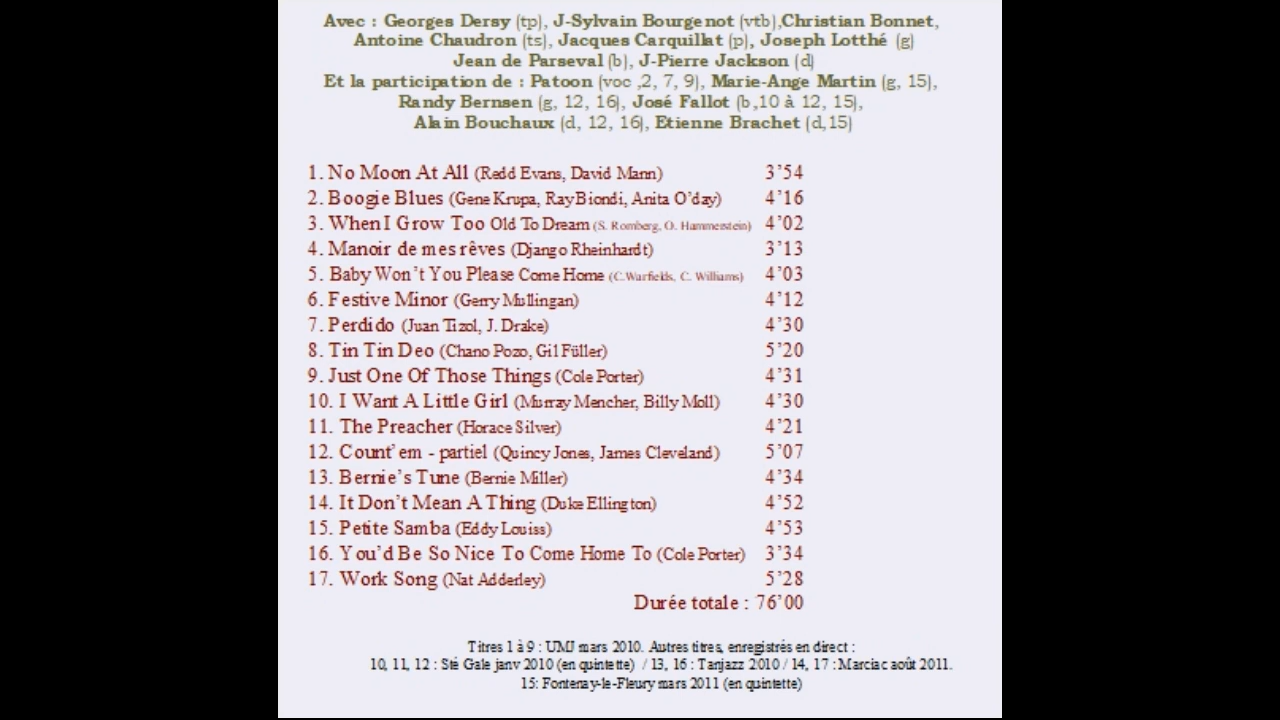 Avec : Georges Dersy (tp), J-Sylvain Bourgenot (vtb),Christian Bonnet,
Antoine Chaudron (ts), Jacques Carquillat (p), Joseph Lotthé (g)
Jean de Parseval (b), J-Pierre Jackson (d)
Et la participation de : Patoon (voc ,2, 7, 9), Marie-Ange Martin (g, 15),
Randy Bernsen (g, 12, 16), José Fallot (b,10 à 12, 15),
Alain Bouchaux (d, 12, 16), Etienne Brachet (d,15)
1. No Moon At All (Redd Evans, David Mann) 3’54
2. Boogie Blues (Gene Krupa, Ray Biondi, Anita O’day) 4’16
3. When I Grow Too Old To Dream (S. Romberg, O. Hammerstein) 4’02
4. Manoir de mes rêves (Django Rheinhardt) 3’13
5. Baby Won’t You Please Come Home (C.Warfields, C. Williams) 4’03
6. Festive Minor (Gerry Mullingan) 4’12
7. Perdido (Juan Tizol, J. Drake) 4’30
8. Tin Tin Deo (Chano Pozo, Gil Füller) 5’20
9. Just One Of Those Things (Cole Porter) 4’31
10. I Want A Little Girl (Murray Mencher, Billy Moll) 4’30
11. The Preacher (Horace Silver) 4’21
12. Count’em - partiel (Quincy Jones, James Cleveland) 5’07
13. Bernie’s Tune (Bernie Miller) 4’34
14. It Don’t Mean A Thing (Duke Ellington) 4’52
15. Petite Samba (Eddy Louiss) 4’53
16. You’d Be So Nice To Come Home To (Cole Porter) 3’34
17. Work Song (Nat Adderley) 5’28
Durée totale : 76’00
Titres 1 à 9 : UMJ mars 2010. Autres titres, enregistrés en direct :
10, 11, 12 : Sté Gale janv 2010 (en quintette) / 13, 16 : Tanjazz 2010 / 14, 17 : Marciac août 2011.
15: Fontenay-le-Fleury mars 2011 (en quintette)